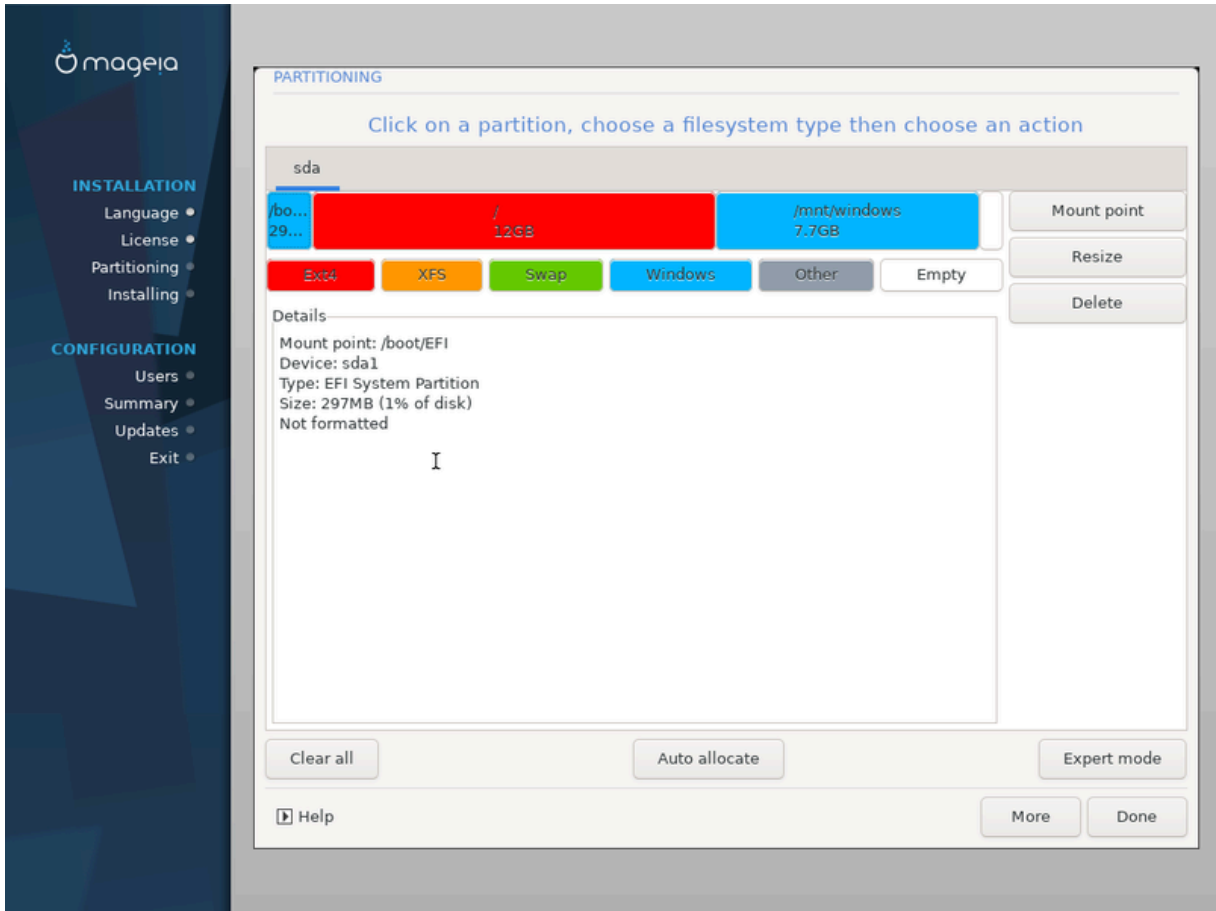 mageia
INSTALLATION
Language
License
Partitioning
Installing
CONFIGURATION
Users
Summary
Updates
Exit
PARTITIONING
Click on a partition, choose a filesystem type then choose an action
sda
/bo... / /mnt/windows
29... 12GB 7.7GB
Ext4 XFS Swap Windows Other Empty
Mount point
Resize
Delete
Details
Mount point: /boot/EFI
Device: sda1
Type: EFI System Partition
Size: 297MB (1% of disk)
Not formatted
Clear all Auto allocate Expert mode
Help More Done